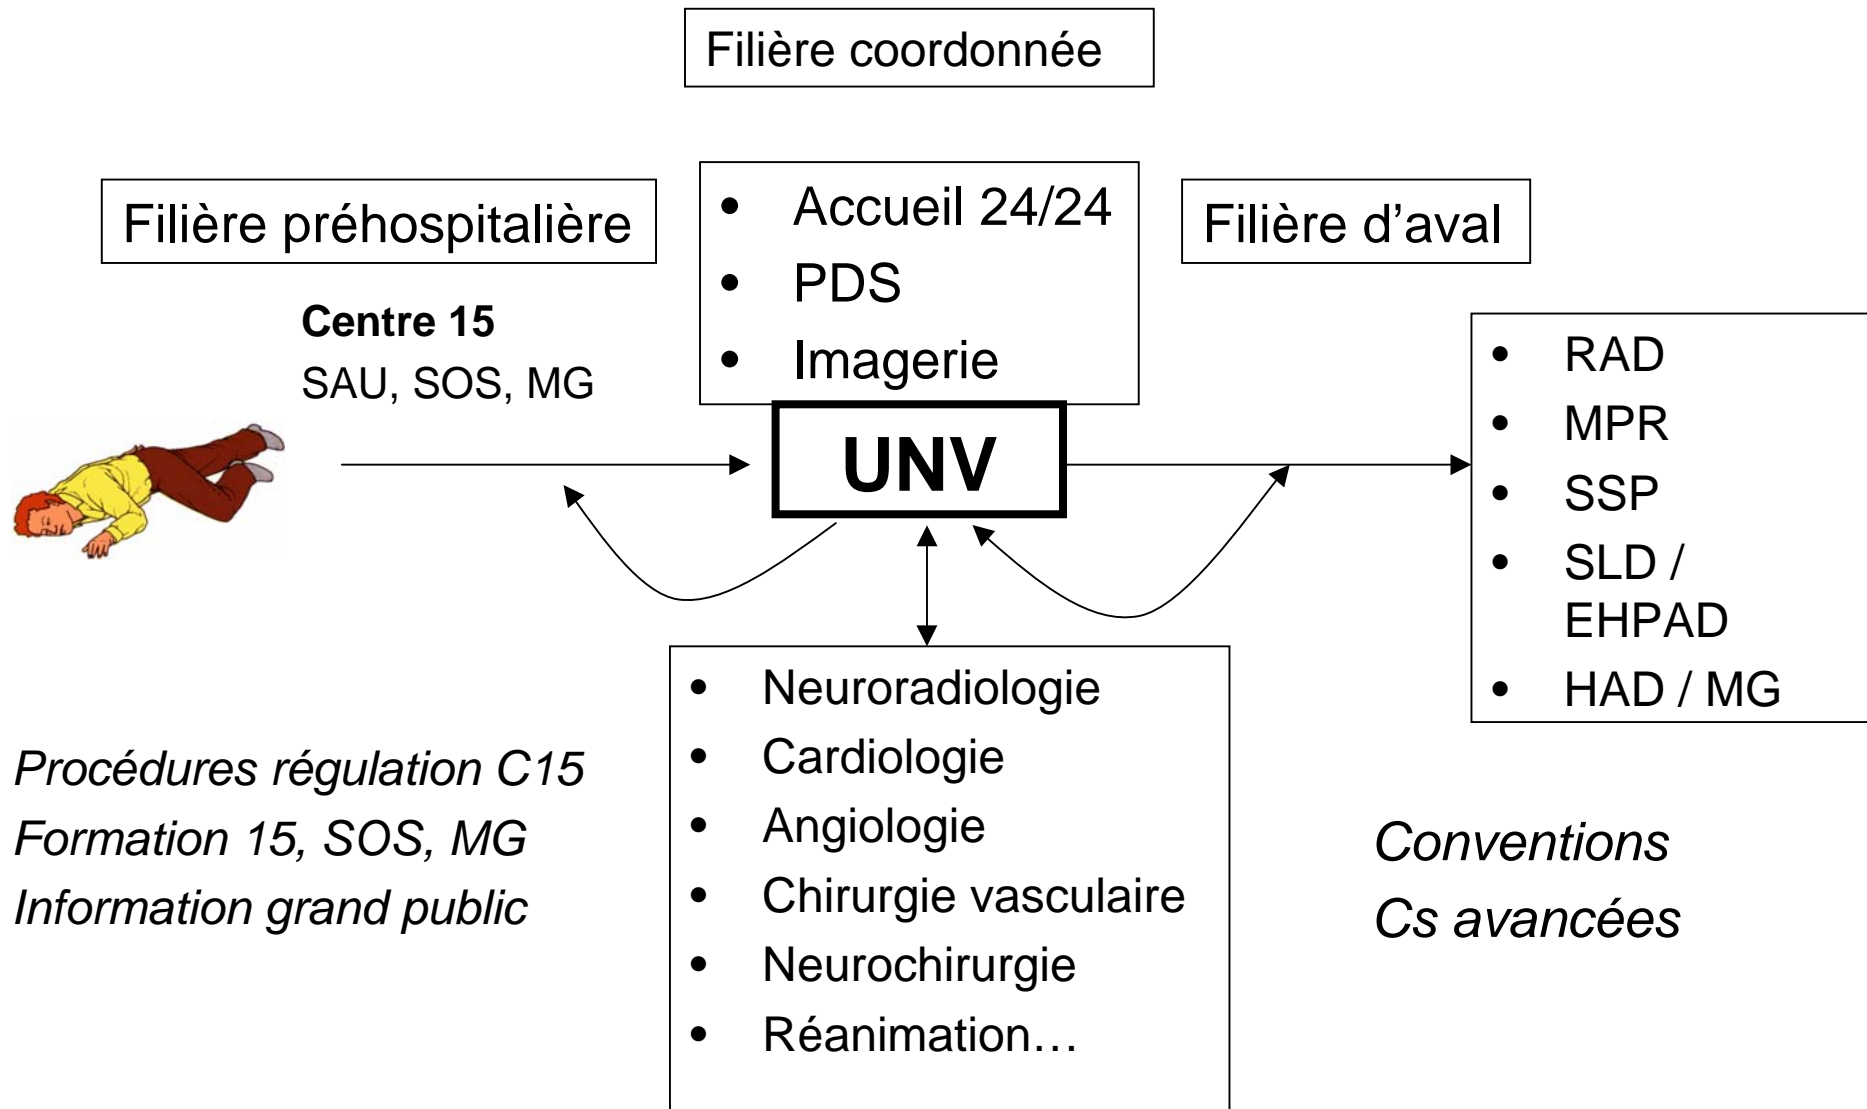 Filière coordonnée
Filière préhospitalière
Centre 15
SAU, SOS, MG
• Accueil 24/24
• PDS
• Imagerie
UNV
Filière d’aval
• RAD
• MPR
• SSP
• SLD /
EHPAD
• HAD / MG
• Neuroradiologie
• Cardiologie
• Angiologie
• Chirurgie vasculaire
• Neurochirurgie
• Réanimation…
Procédures régulation C15
Formation 15, SOS, MG
Information grand public
Conventions
Cs avancées